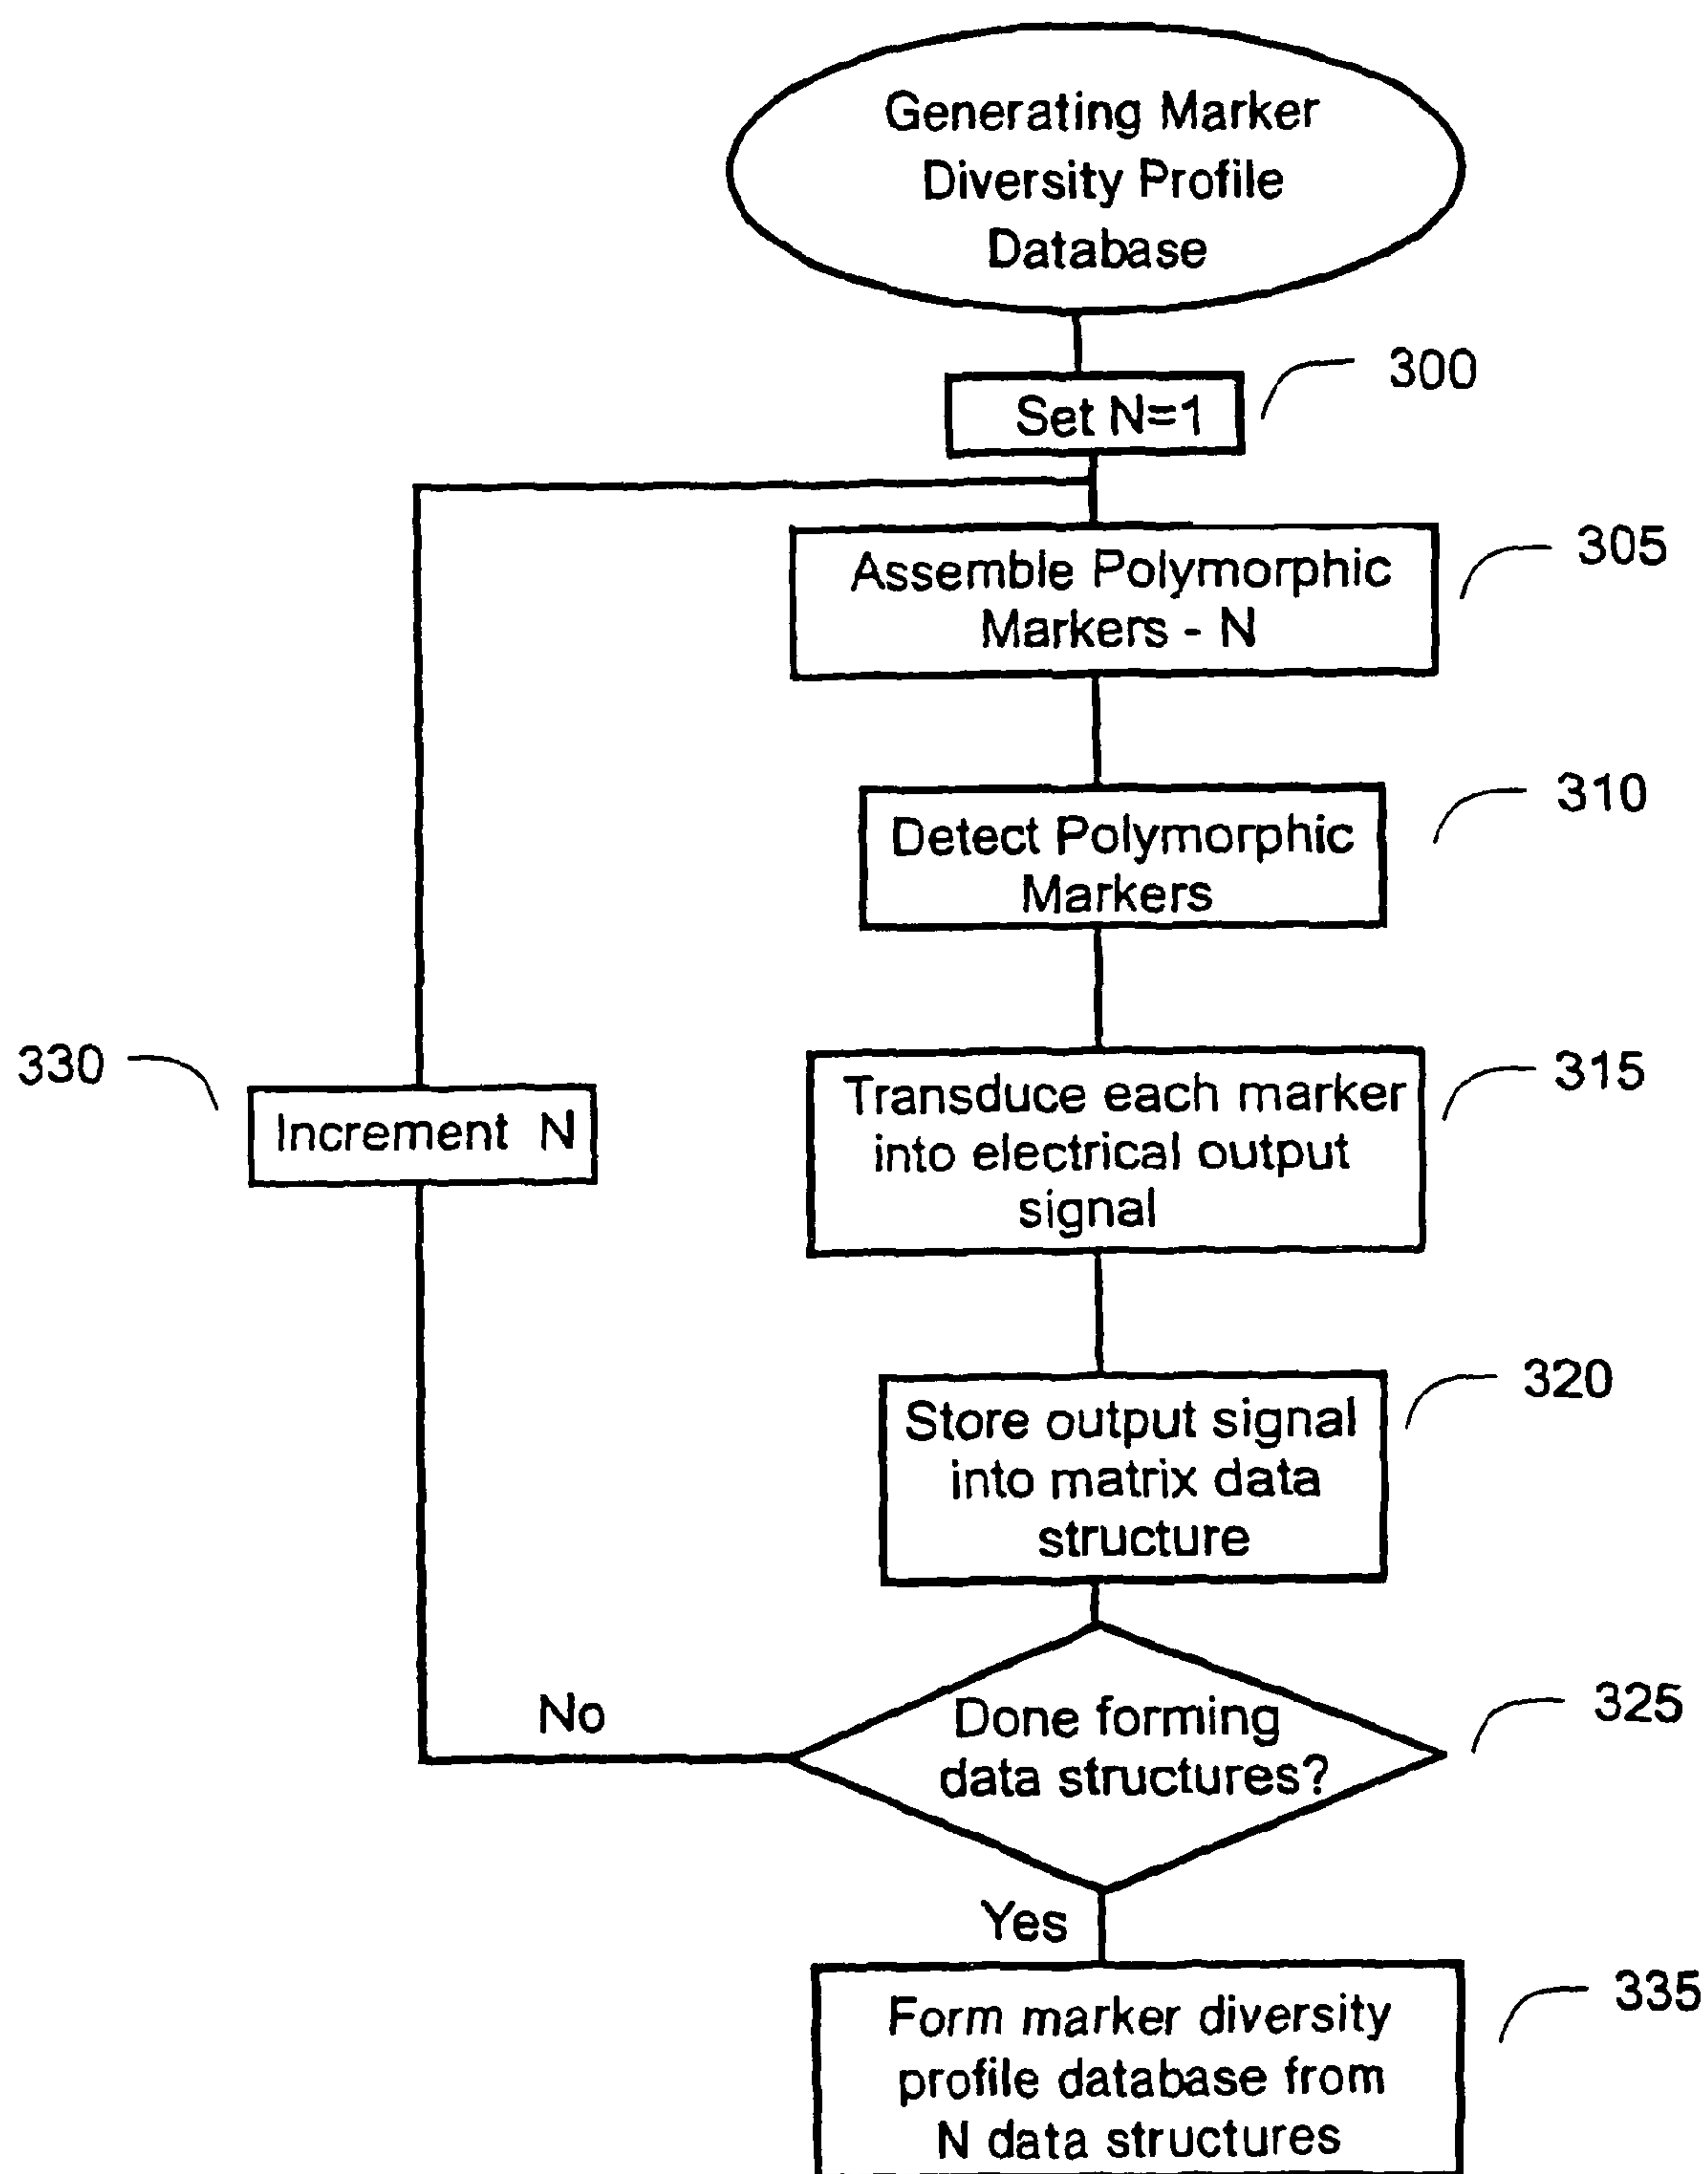 Generating Marker
Diversity Profile
Database
300
Set N=1
305
Assemble Polymorphic
Markers - N
310
Detect Polymorphic
Markers
315
Transduce each marker
into electrical output
signal
330
Increment N
320
Store output signal
into matrix data
structure
325
Done forming
data structures?
No
Yes
335
Form marker diversity
profile database from
N data structures